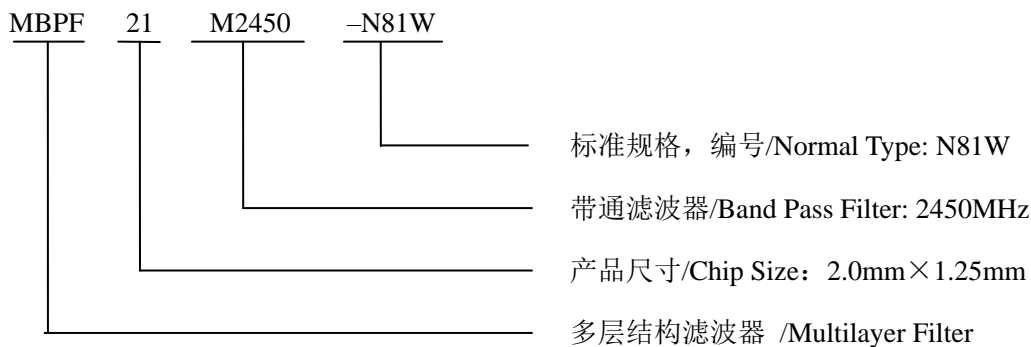 MBPF 21 M2450 –N81W
标准规格，编号/Normal Type: N81W
带通滤波器/Band Pass Filter: 2450MHz
产品尺寸/Chip Size：2.0mm×1.25mm
多层结构滤波器 /Multilayer Filter